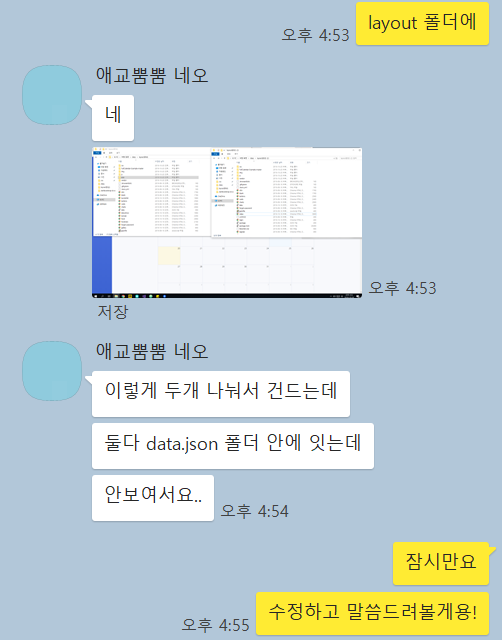 layout 폴더에
오후 4:53
애교뿜뿜 네오
네
오후 4:53
저장
애교뿜뿜 네오
이렇게 두개 나눠서 건드는데
둘다 data.json 폴더 안에 잇는데
안보여서요..
오후 4:54
잠시만요
수정하고 말씀드려볼게용!
오후 4:55